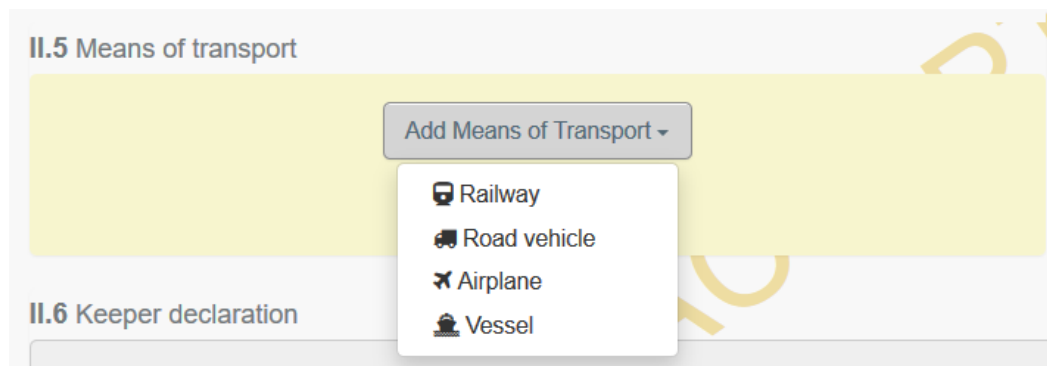 II.5 Means of transport
Add Means of Transport
Railway
Road vehicle
Airplane
Vessel
II.6 Keeper declaration